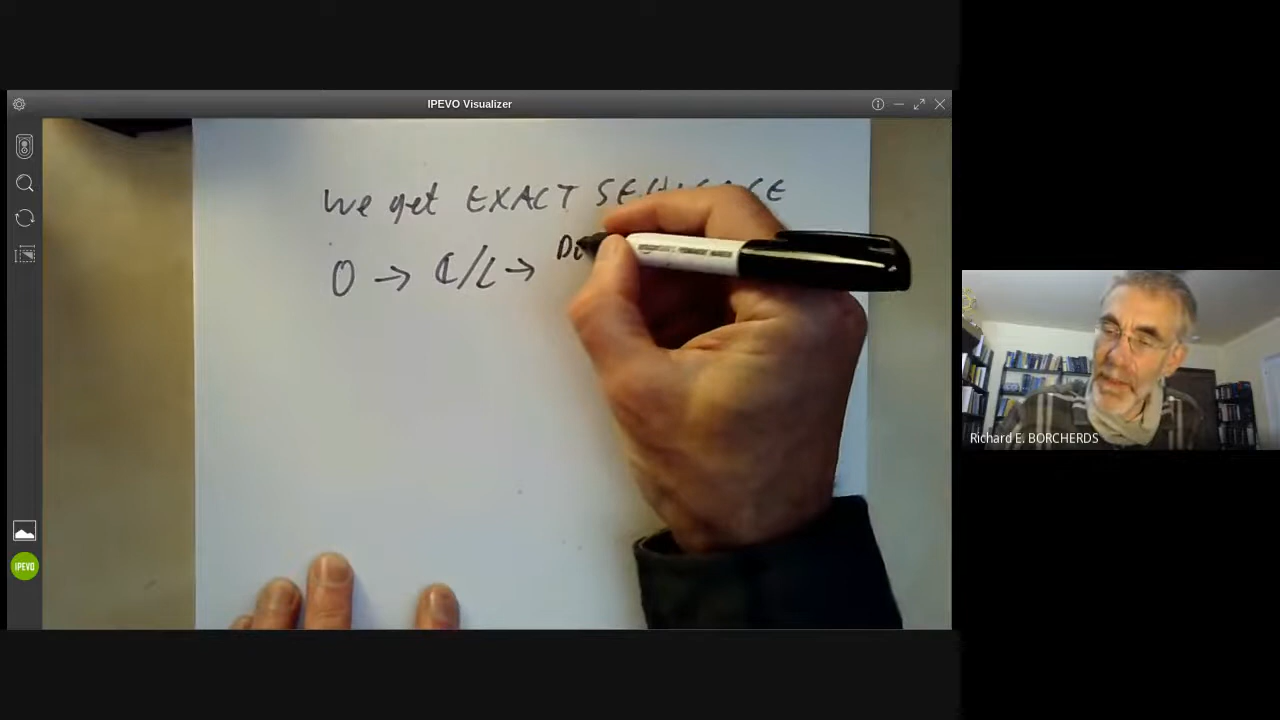 IPEVO Visualizer
We get EXACT
0 → ℂ/L →
Richard E. BORCHERDS
IPEVO